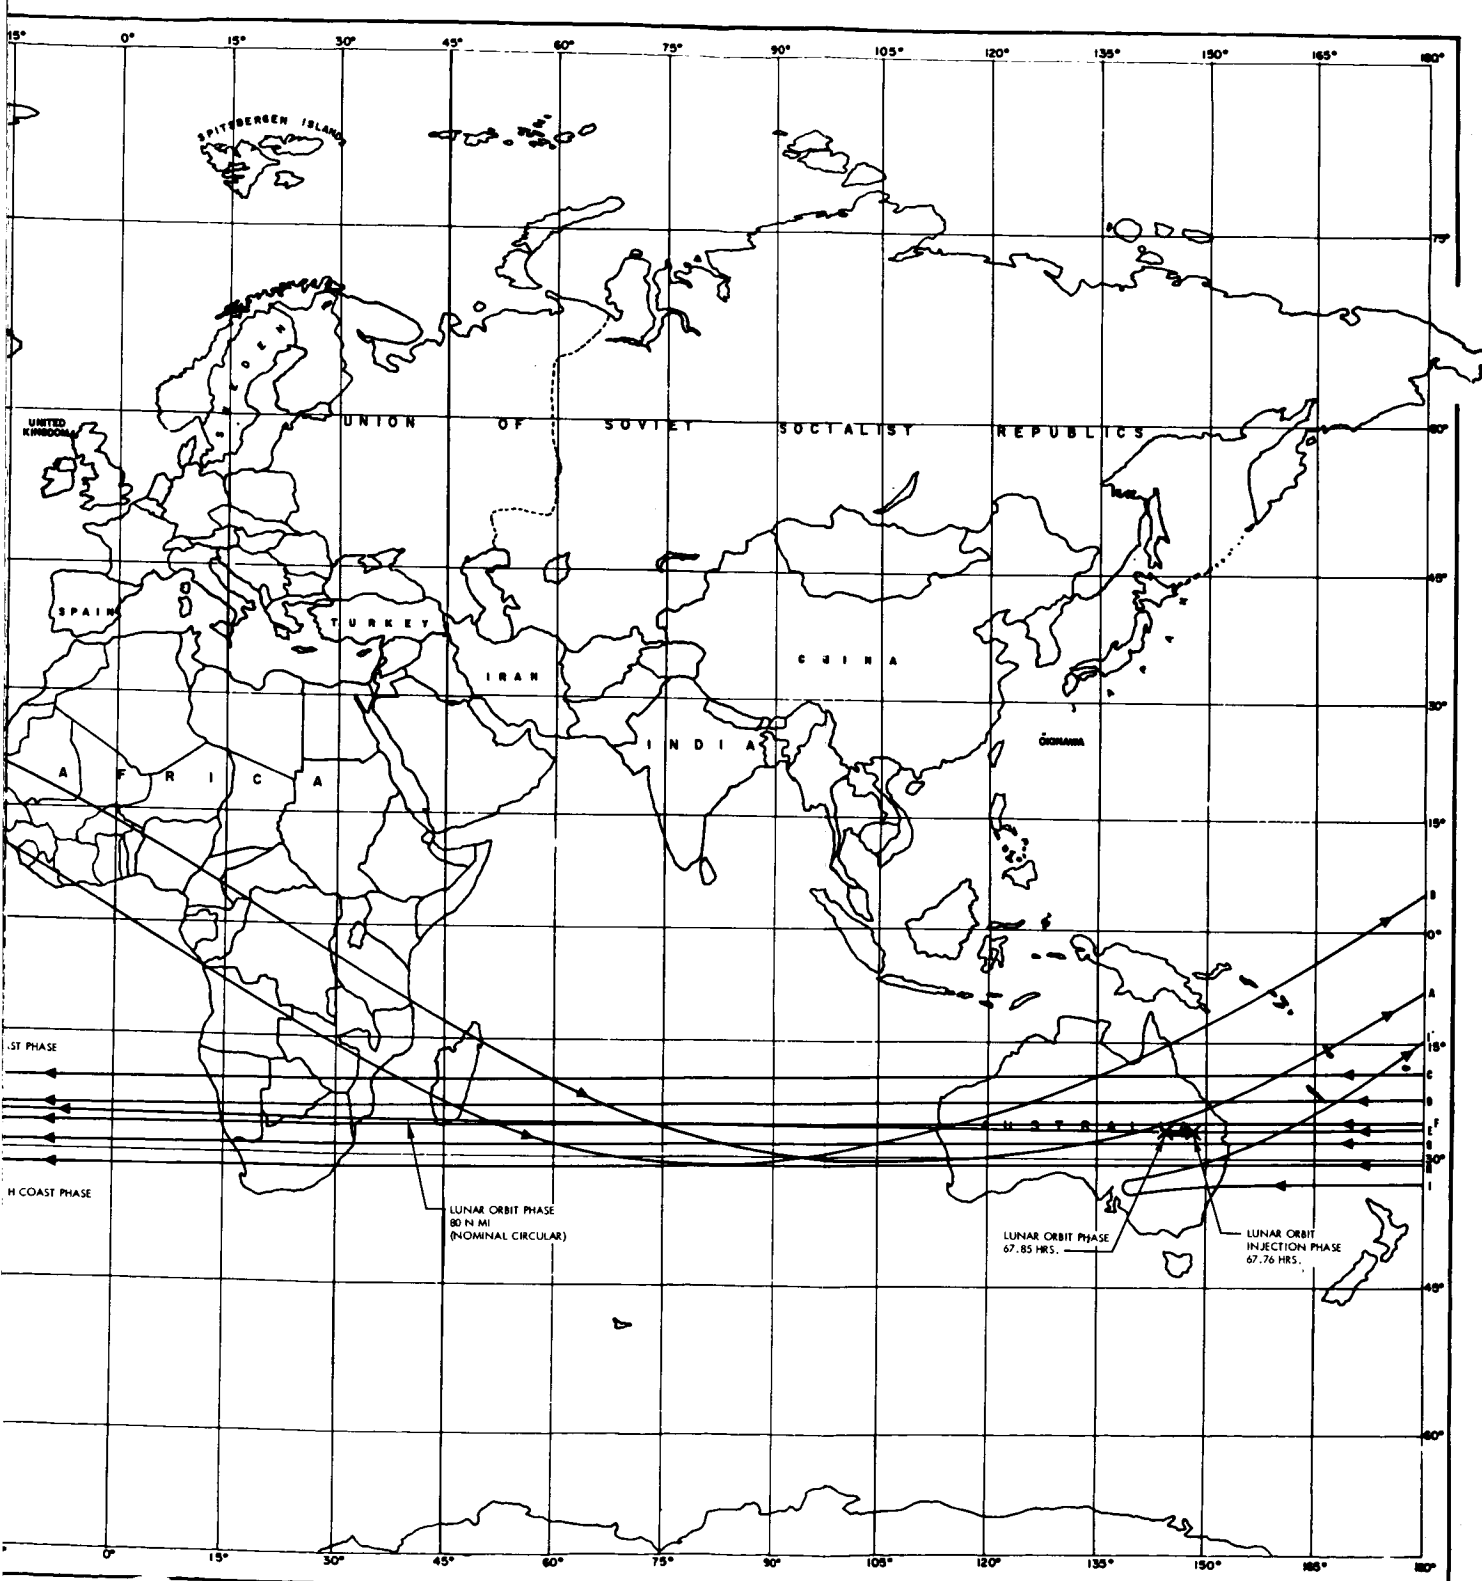 15° 0° 15° 30° 45° 60° 75° 90° 105° 120° 135° 150° 165° 180°
SPITSBERGEN ISLAND
75°
SWEDEN
UNITED
KINGDOM
UNION OF SOVIET SOCIALIST REPUBLICS
60°
45°
SPAIN
TURKEY
CHINA
IRAN
30°
OKINAWA
INDIA
AFRICA
15°
B
0°
A
15°
.ST PHASE
C
D
F
E
AUSTRAL
G
30°
I
H COAST PHASE
LUNAR ORBIT PHASE
80 N MI
(NOMINAL CIRCULAR)
LUNAR ORBIT PHASE
67.85 HRS.
LUNAR ORBIT
INJECTION PHASE
67.76 HRS.
45°
60°
0° 15° 30° 45° 60° 75° 90° 105° 120° 135° 150° 165° 180°